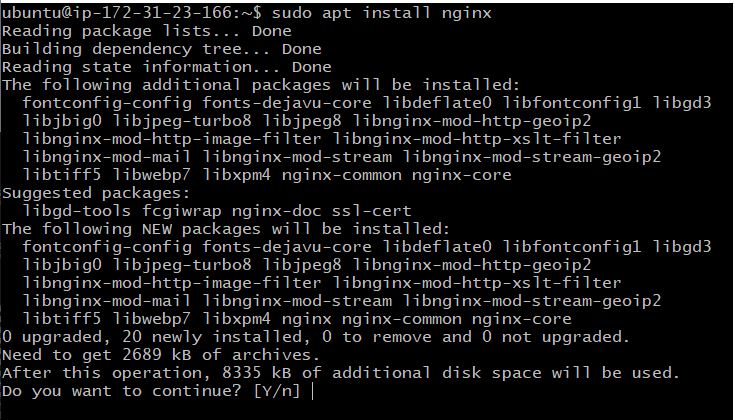 ubuntu@ip-172-31-23-166:~$ sudo apt install nginx
Reading package lists... Done
Building dependency tree... Done
Reading state information... Done
The following additional packages will be installed:
  fontconfig-config fonts-dejavu-core libdeflate0 libfontconfig1 libgd3
  libjbig0 libjpeg-turbo8 libjpeg8 libnginx-mod-http-geoip2
  libnginx-mod-http-image-filter libnginx-mod-http-xslt-filter
  libnginx-mod-mail libnginx-mod-stream libnginx-mod-stream-geoip2
  libtiff5 libwebp7 libxpm4 nginx-common nginx-core
Suggested packages:
  libgd-tools fcgiwrap nginx-doc ssl-cert
The following NEW packages will be installed:
  fontconfig-config fonts-dejavu-core libdeflate0 libfontconfig1 libgd3
  libjbig0 libjpeg-turbo8 libjpeg8 libnginx-mod-http-geoip2
  libnginx-mod-http-image-filter libnginx-mod-http-xslt-filter
  libnginx-mod-mail libnginx-mod-stream libnginx-mod-stream-geoip2
  libtiff5 libwebp7 libxpm4 nginx nginx-common nginx-core
0 upgraded, 20 newly installed, 0 to remove and 0 not upgraded.
Need to get 2689 kB of archives.
After this operation, 8335 kB of additional disk space will be used.
Do you want to continue? [Y/n]